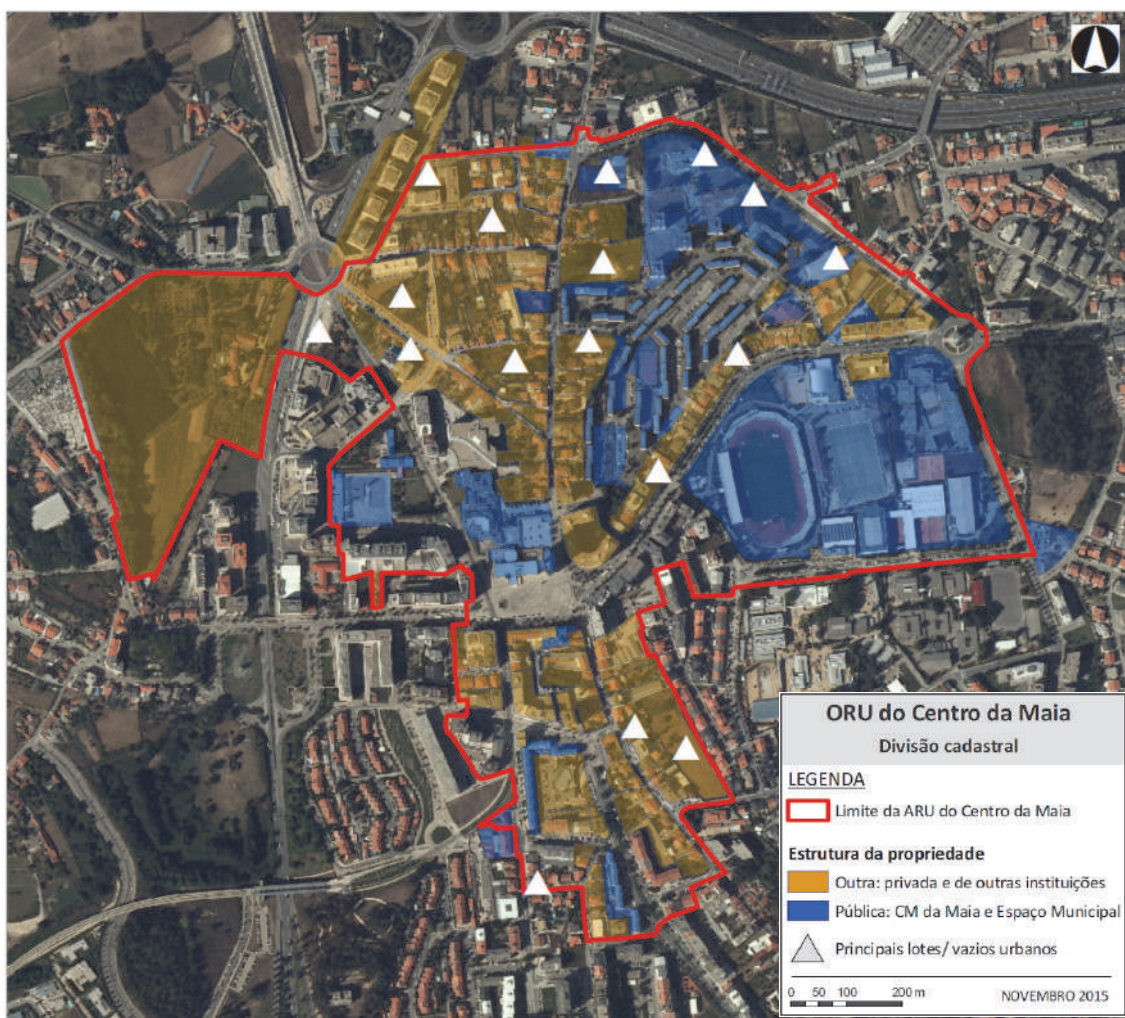 ORU do Centro da Maia
Divisão cadastral
LEGENDA
Limite da ARU do Centro da Maia
Estrutura da propriedade
Outra: privada e de outras instituições
Pública: CM da Maia e Espaço Municipal
Principais lotes/ vazios urbanos
0 50 100 200 m
NOVEMBRO 2015